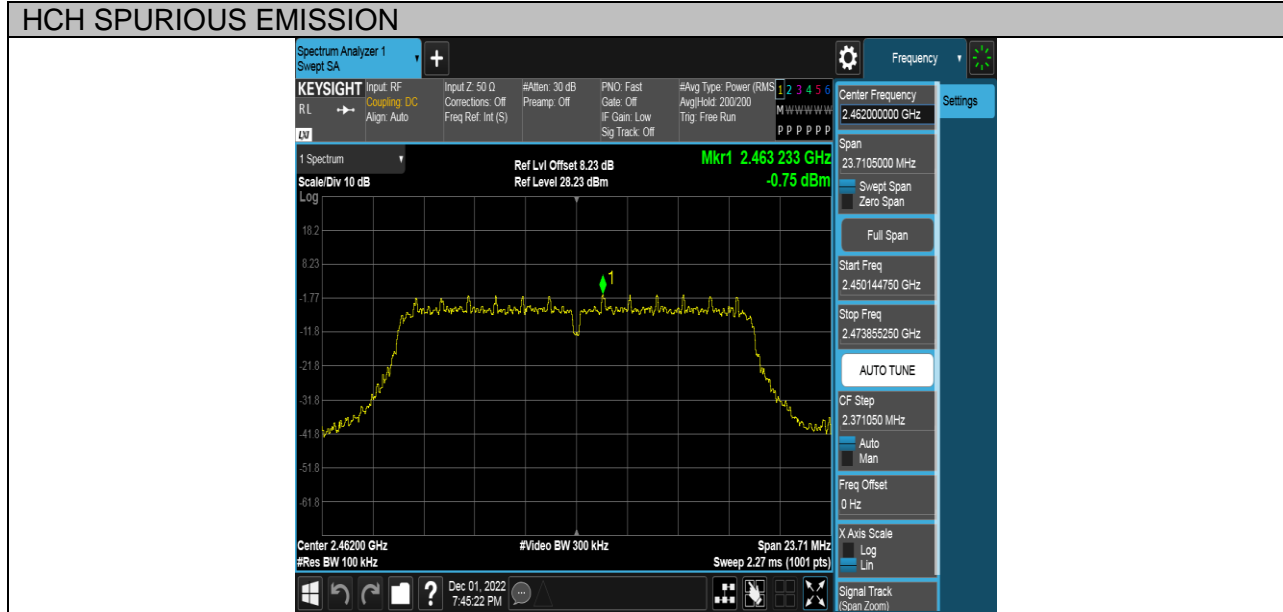 HCH SPURIOUS EMISSION
Spectrum Analyzer 1
Swept SA
+
Frequency
KEYSIGHT
RL
LXI
Input: RF
Coupling: DC
Align: Auto
Input Z: 50 Ω
Corrections: Off
Freq Ref: Int (S)
#Atten: 30 dB
Preamp: Off
PNO: Fast
Gate: Off
IF Gain: Low
Sig Track: Off
#Avg Type: Power (RMS
Avg|Hold: 200/200
Trig: Free Run
1 2 3 4 5 6
M W W W W W
P P P P P P
1 Spectrum
Scale/Div 10 dB
Log
Ref Lvl Offset 8.23 dB
Ref Level 28.23 dBm
Mkr1 2.463 233 GHz
-0.75 dBm
18.2
8.23
-1.77
-11.8
-21.8
-31.8
-41.8
-51.8
-61.8
1
Center 2.46200 GHz
#Res BW 100 kHz
#Video BW 300 kHz
Span 23.71 MHz
Sweep 2.27 ms (1001 pts)
?
Dec 01, 2022
7:45:22 PM
Center Frequency
2.462000000 GHz
Settings
Span
23.7105000 MHz
Swept Span
Zero Span
Full Span
Start Freq
2.450144750 GHz
Stop Freq
2.473855250 GHz
AUTO TUNE
CF Step
2.371050 MHz
Auto
Man
Freq Offset
0 Hz
X Axis Scale
Log
Lin
Signal Track
(Span Zoom)